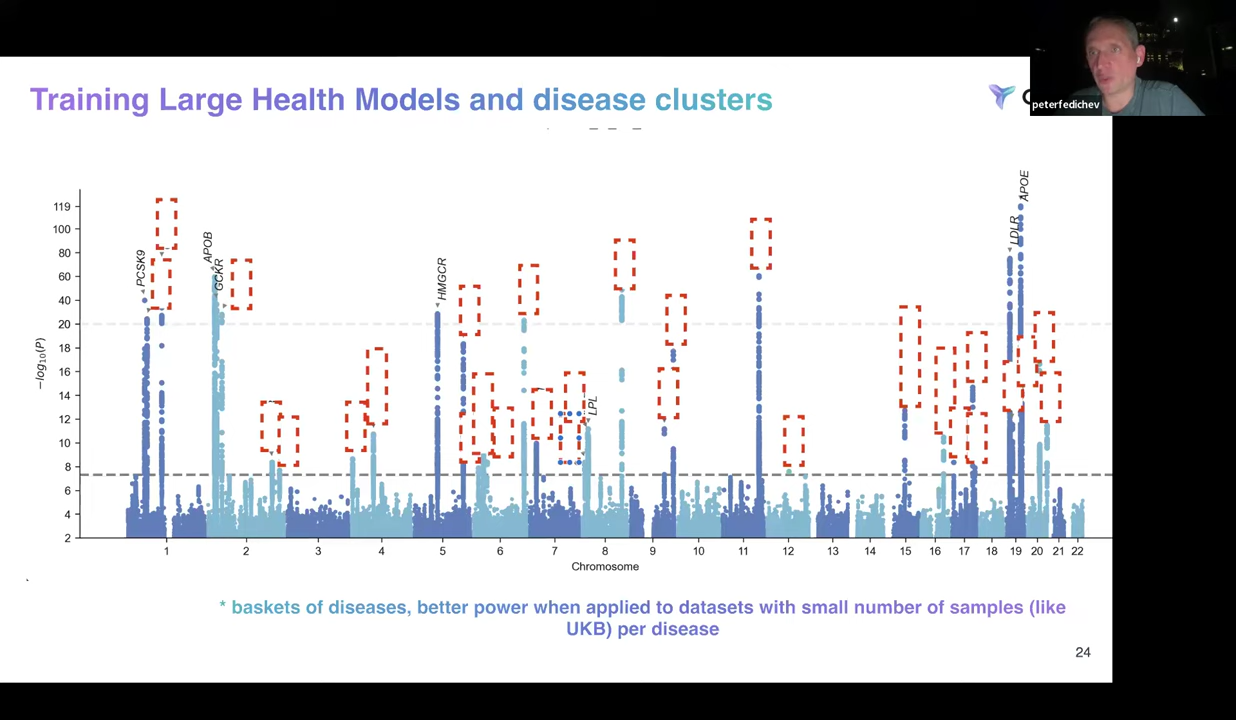 Training Large Health Models and disease clusters
peterfedichev
119
100
80
60
40
20
18
16
14
12
10
8
6
4
2
−log10(P)
PCSK9
APOB
GCKR
HMGCR
LPL
LDLR
APOE
1 2 3 4 5 6 7 8 9 10 11 12 13 14 15 16 17 18 19 20 21 22
Chromosome
* baskets of diseases, better power when applied to datasets with small number of samples (like
UKB) per disease
24